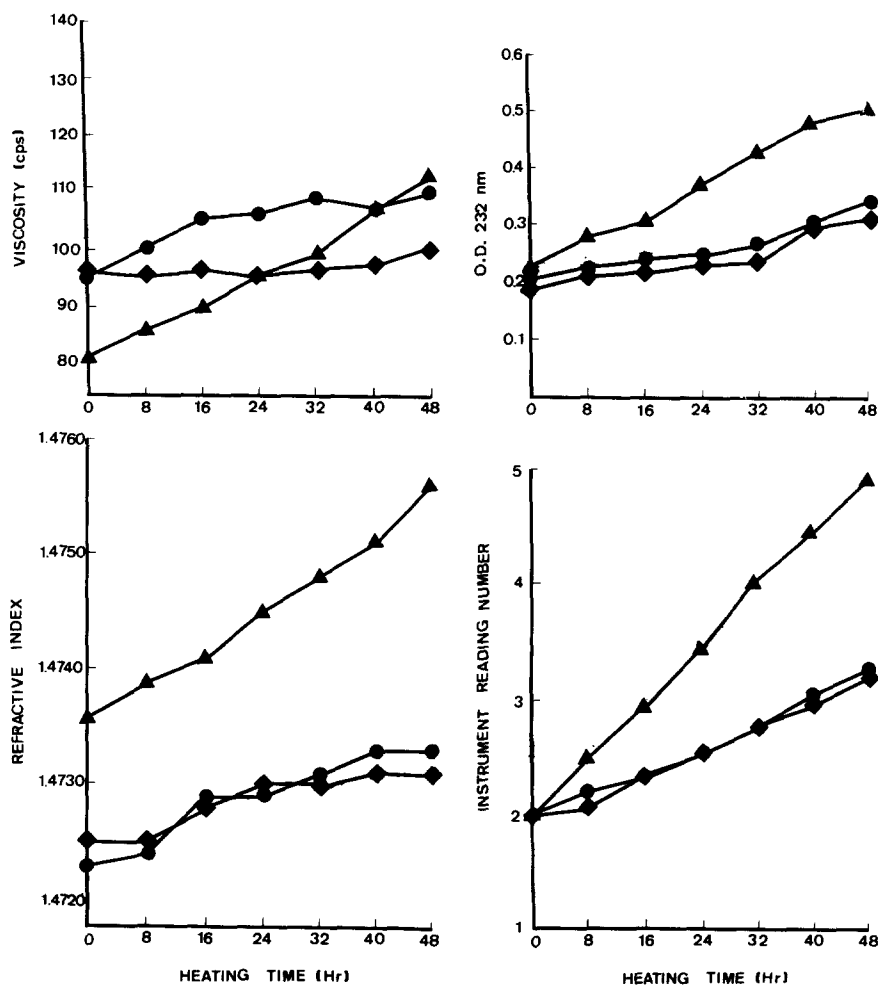 140
130
120
110
100
90
80
VISCOSITY (cps)
0 8 16 24 32 40 48
0.6
0.5
0.4
0.3
0.2
0.1
O.D. 232 nm
0 8 16 24 32 40 48
1.4760
1.4750
1.4740
1.4730
1.4720
REFRACTIVE INDEX
0 8 16 24 32 40 48
HEATING TIME (Hr)
5
4
3
2
1
INSTRUMENT READING NUMBER
0 8 16 24 32 40 48
HEATING TIME (Hr)